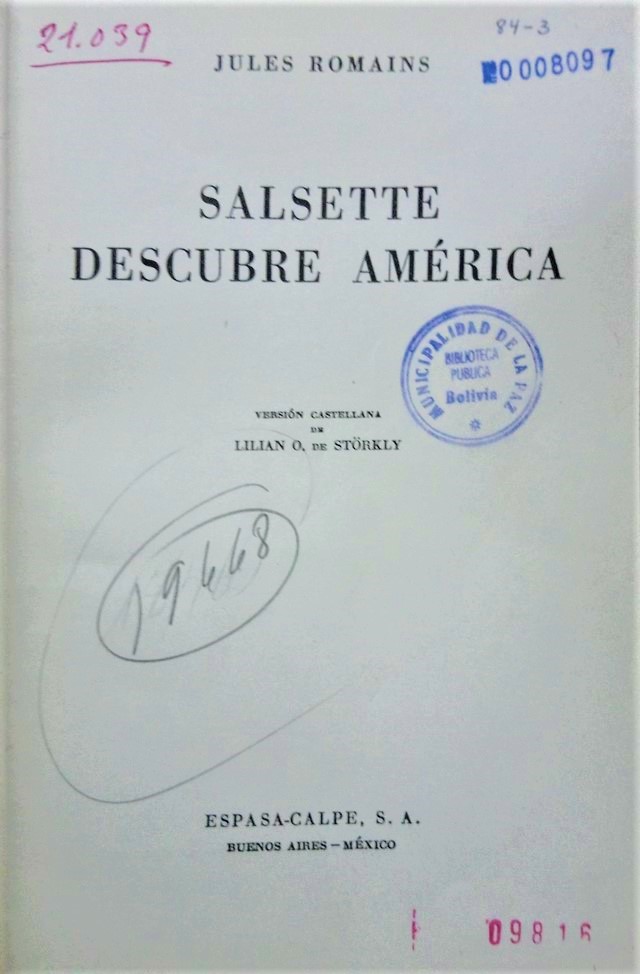 21.039
84-3
JULES ROMAINS
Nº 0008097
SALSETTE
DESCUBRE AMÉRICA
MUNICIPALIDAD DE LA PAZ
BIBLIOTECA
PUBLICA
Bolivia
VERSIÓN CASTELLANA
DE
LILIAN O. DE STÖRKLY
19668
ESPASA-CALPE, S. A.
BUENOS AIRES – MÉXICO
09816